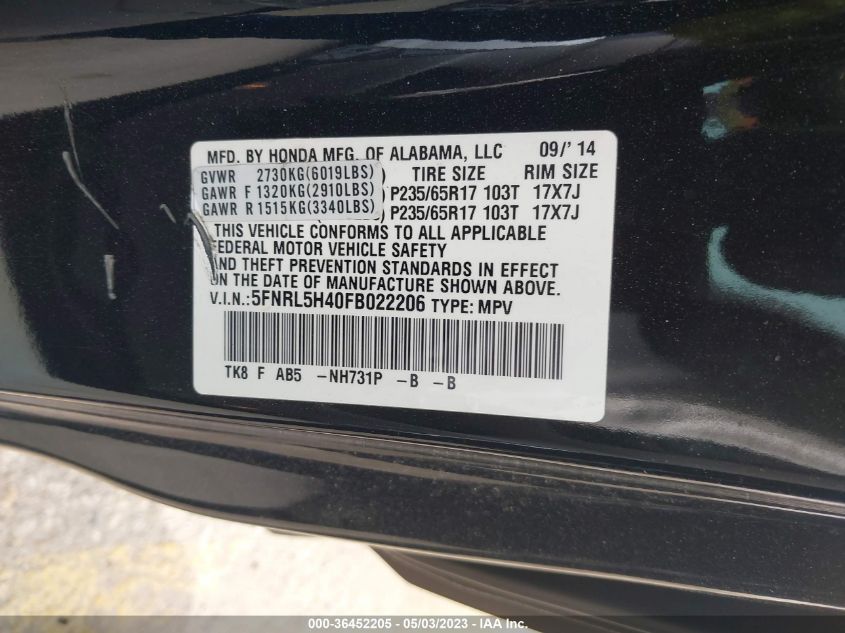 MFD. BY HONDA MFG. OF ALABAMA, LLC 09/' 14
GVWR 2730KG(6019LBS) TIRE SIZE RIM SIZE
GAWR F 1320KG(2910LBS) P235/65R17 103T 17X7J
GAWR R 1515KG(3340LBS) P235/65R17 103T 17X7J
THIS VEHICLE CONFORMS TO ALL APPLICABLE
FEDERAL MOTOR VEHICLE SAFETY
AND THEFT PREVENTION STANDARDS IN EFFECT
ON THE DATE OF MANUFACTURE SHOWN ABOVE.
V.I.N.: 5FNRL5H40FB022206 TYPE: MPV
TK8 F AB5 -NH731P -B -B
000-36452205 - 05/03/2023 - IAA Inc.